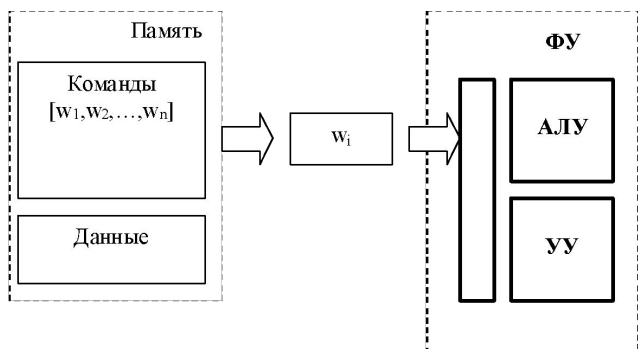 Память
ФУ
Команды
[w₁,w₂,…,wₙ]
wᵢ
АЛУ
Данные
УУ